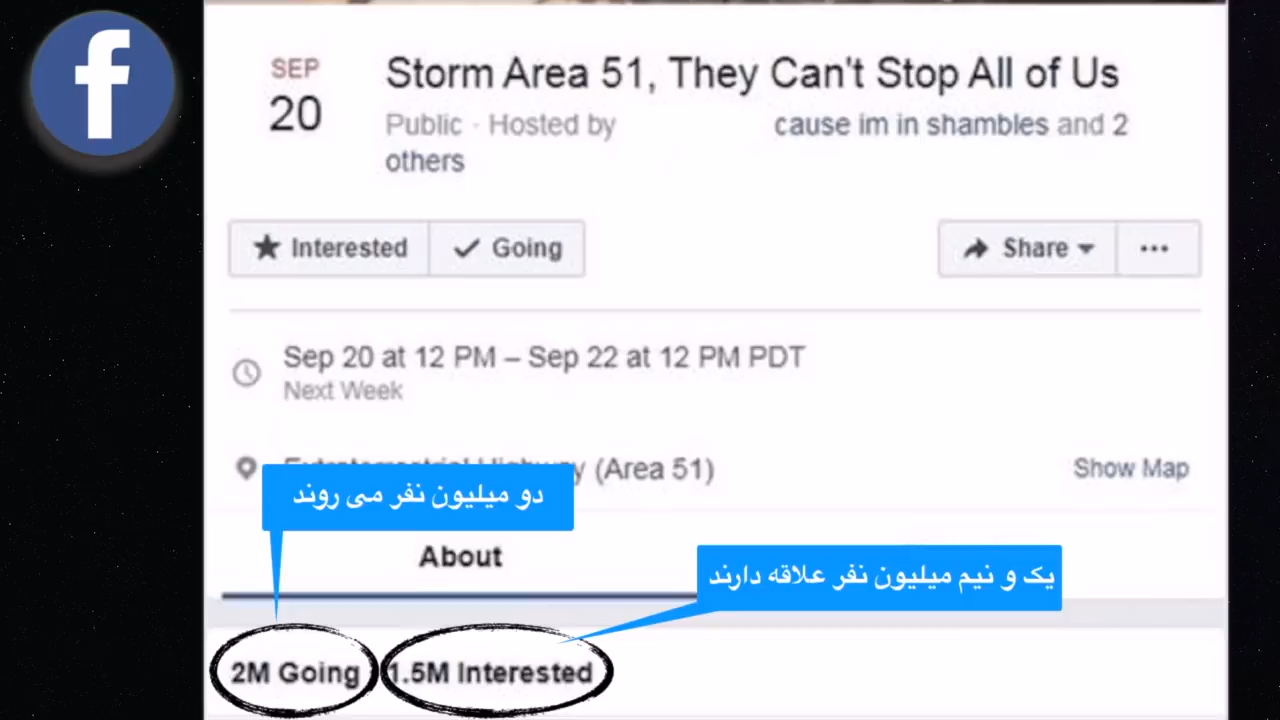 SEP
20
Storm Area 51, They Can't Stop All of Us
Public · Hosted by cause im in shambles and 2
others
Interested
Going
Share
Sep 20 at 12 PM – Sep 22 at 12 PM PDT
Next Week
(Area 51)
Show Map
دو میلیون نفر می روند
About
یک و نیم میلیون نفر علاقه دارند
2M Going
1.5M Interested